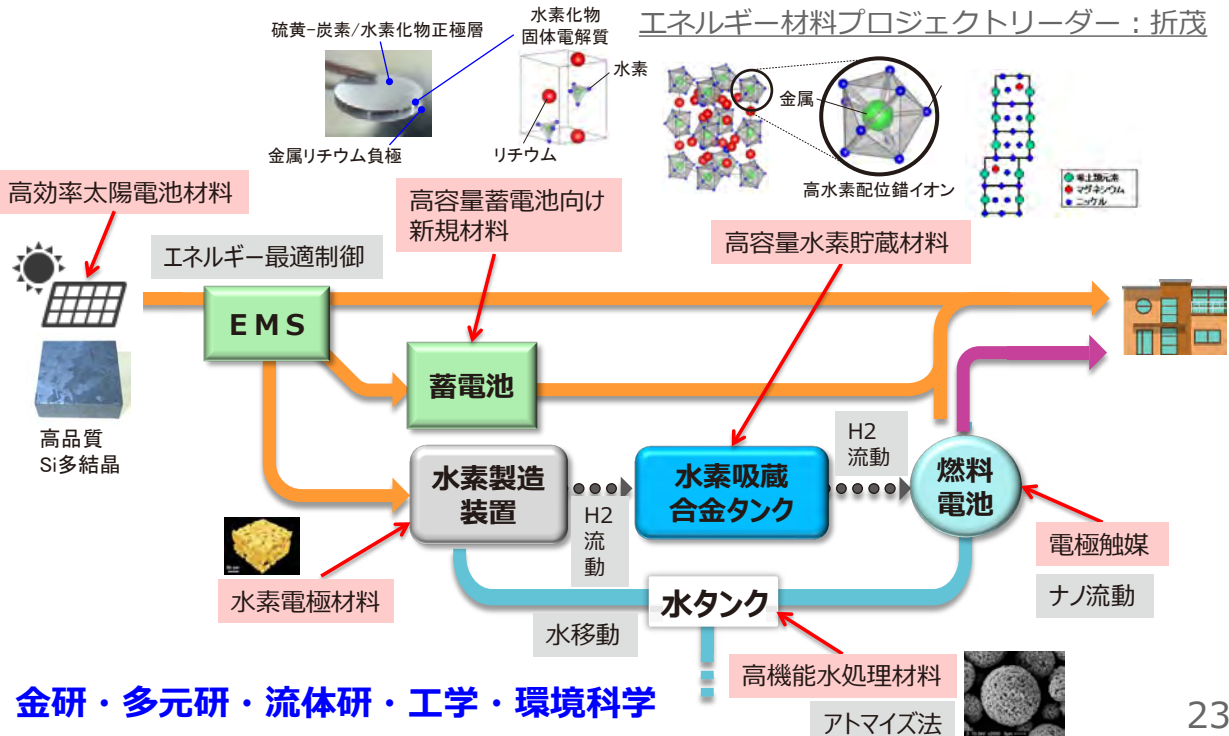 エネルギー材料プロジェクトリーダー：折茂
硫黄-炭素/水素化物正極層
水素化物
固体電解質
水素
金属リチウム負極
リチウム
金属
高水素配位錯イオン
希土類元素
マグネシウム
ニッケル
高効率太陽電池材料
高容量蓄電池向け
新規材料
高容量水素貯蔵材料
エネルギー最適制御
EMS
蓄電池
高品質
Si多結晶
水素製造
装置
H2
流
動
水素吸蔵
合金タンク
H2
流動
燃料
電池
電極触媒
ナノ流動
水素電極材料
水タンク
水移動
高機能水処理材料
アトマイズ法
金研・多元研・流体研・工学・環境科学
23